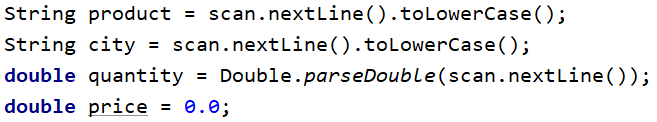 String product = scan.nextLine().toLowerCase();
String city = scan.nextLine().toLowerCase();
double quantity = Double.parseDouble(scan.nextLine());
double price = 0.0;